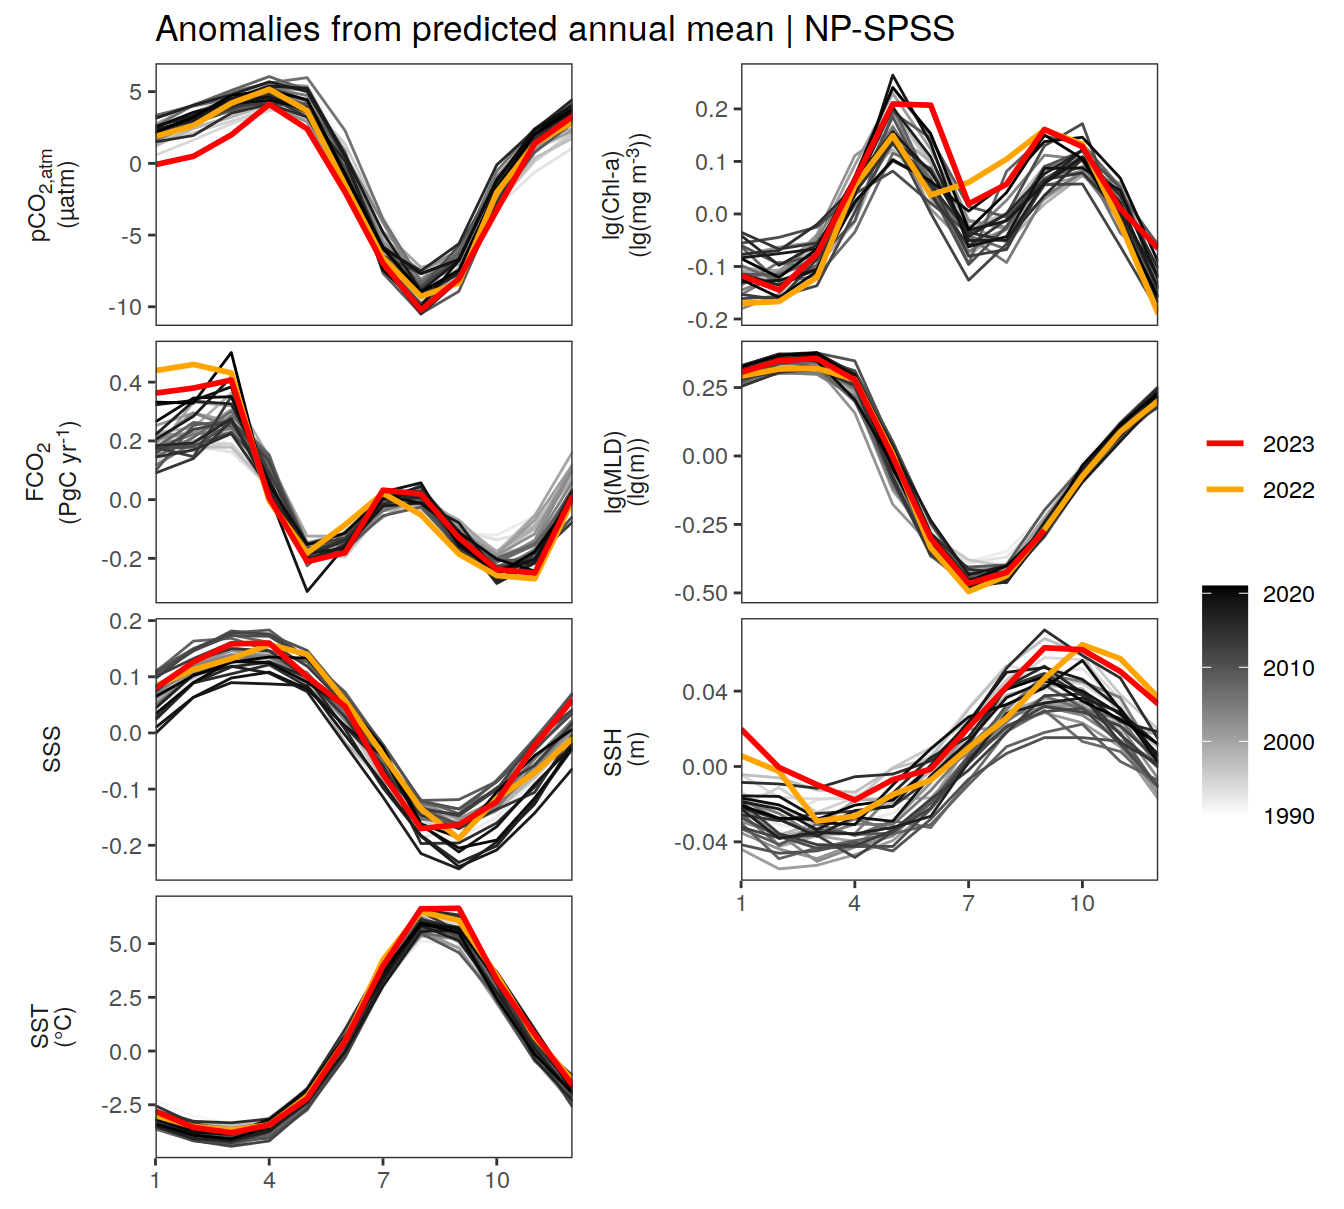 Anomalies from predicted annual mean | NP-SPSS
pCO2,atm
(µatm)
5
0
-5
-10
lg(Chl-a)
(lg(mg m-3))
0.2
0.1
0.0
-0.1
-0.2
FCO2
(PgC yr-1)
0.4
0.2
0.0
-0.2
lg(MLD)
(lg(m))
0.25
0.00
-0.25
-0.50
SSS
0.2
0.1
0.0
-0.1
-0.2
SSH
(m)
0.04
0.00
-0.04
1 4 7 10
SST
(°C)
5.0
2.5
0.0
-2.5
1 4 7 10
2023
2022
2020
2010
2000
1990